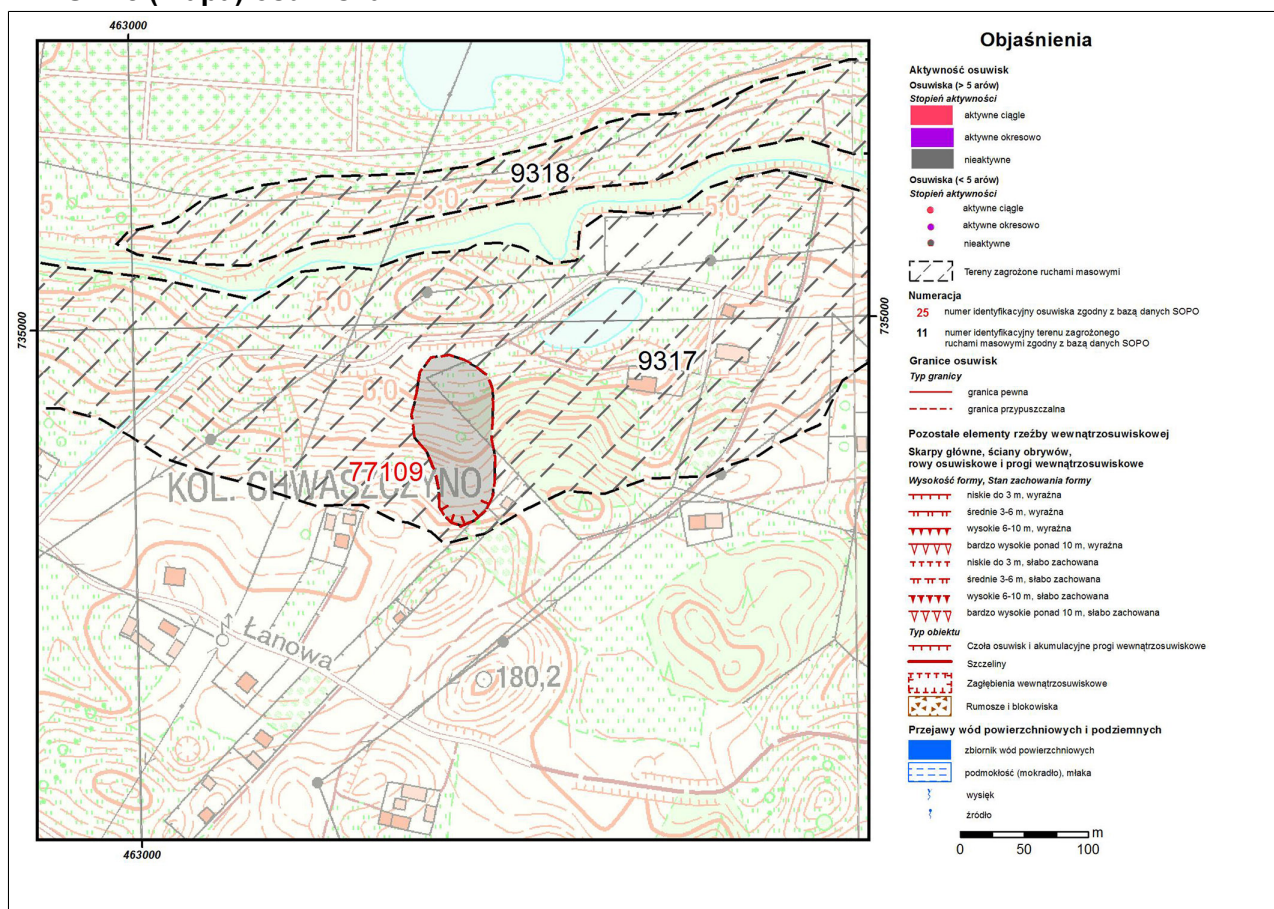 463000
Objaśnienia
Aktywność osuwisk
Osuwiska (> 5 arów)
Stopień aktywności
aktywne ciągle
aktywne okresowo
nieaktywne
Osuwiska (< 5 arów)
Stopień aktywności
aktywne ciągle
aktywne okresowo
nieaktywne
Tereny zagrożone ruchami masowymi
Numeracja
25 numer identyfikacyjny osuwiska zgodny z bazą danych SOPO
11 numer identyfikacyjny terenu zagrożonego
ruchami masowymi zgodny z bazą danych SOPO
Granice osuwisk
Typ granicy
granica pewna
granica przypuszczalna
Pozostałe elementy rzeźby wewnątrzosuwiskowej
Skarpy główne, ściany obrywów,
rowy osuwiskowe i progi wewnątrzosuwiskowe
Wysokość formy, Stan zachowania formy
niskie do 3 m, wyraźna
średnie 3-6 m, wyraźna
wysokie 6-10 m, wyraźna
bardzo wysokie ponad 10 m, wyraźna
niskie do 3 m, słabo zachowana
średnie 3-6 m, słabo zachowana
wysokie 6-10 m, słabo zachowana
bardzo wysokie ponad 10 m, słabo zachowana
Typ obiektu
Czoła osuwisk i akumulacyjne progi wewnątrzosuwiskowe
Szczeliny
Zagłębienia wewnątrzosuwiskowe
Rumosze i blokowiska
Przejawy wód powierzchniowych i podziemnych
zbiornik wód powierzchniowych
podmokłość (mokradło), młaka
wysięk
źródło
m
0 50 100
9318
5,0
5,0
5
5,0
735000
735000
9317
6,0
77109
KOL. CHWASZCZYNO
Łanowa
180,2
463000